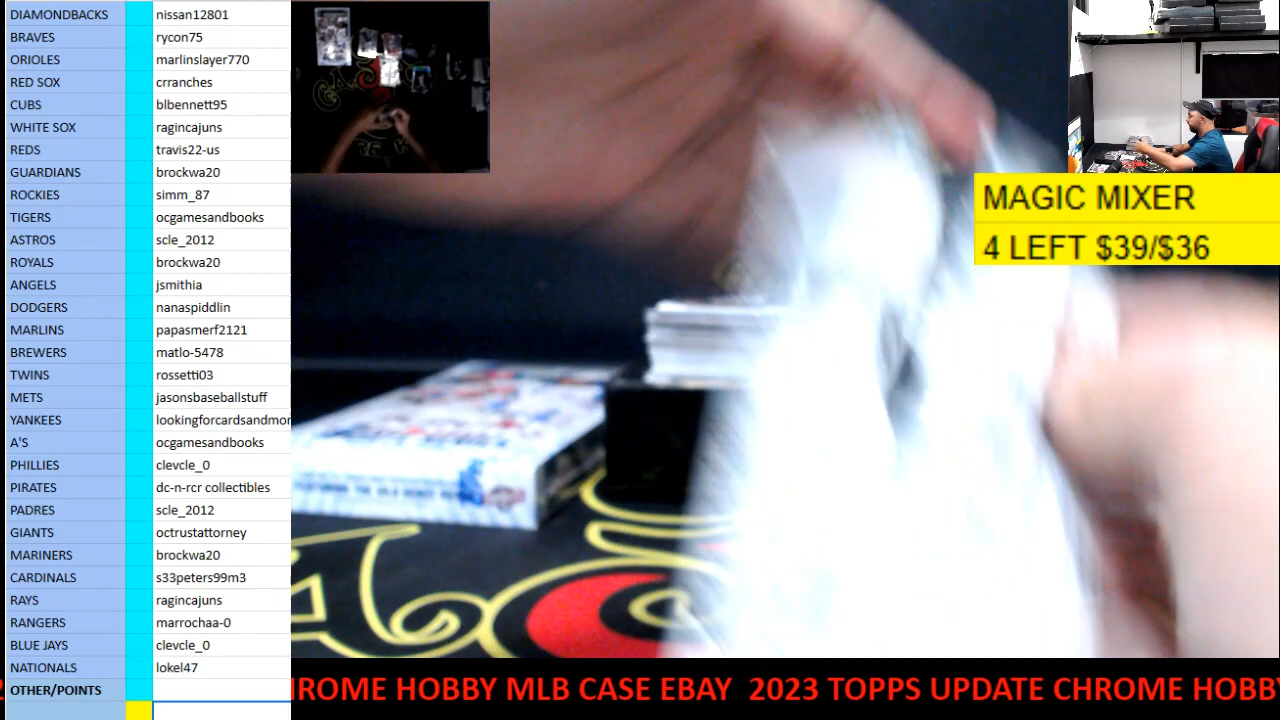 DIAMONDBACKS nissan12801
BRAVES rycon75
ORIOLES marlinslayer770
RED SOX crranches
CUBS blbennett95
WHITE SOX ragincajuns
REDS travis22-us
GUARDIANS brockwa20
ROCKIES simm_87
TIGERS ocgamesandbooks
ASTROS scle_2012
ROYALS brockwa20
ANGELS jsmithia
DODGERS nanaspiddlin
MARLINS papasmerf2121
BREWERS matlo-5478
TWINS rossetti03
METS jasonsbaseballstuff
YANKEES lookingforcardsandmor
A'S ocgamesandbooks
PHILLIES clevcle_0
PIRATES dc-n-rcr collectibles
PADRES scle_2012
GIANTS octrustattorney
MARINERS brockwa20
CARDINALS s33peters99m3
RAYS ragincajuns
RANGERS marrochaa-0
BLUE JAYS clevcle_0
NATIONALS lokel47
OTHER/POINTS
MAGIC MIXER
4 LEFT $39/$36
HROME HOBBY MLB CASE EBAY 2023 TOPPS UPDATE CHROME HOBBY